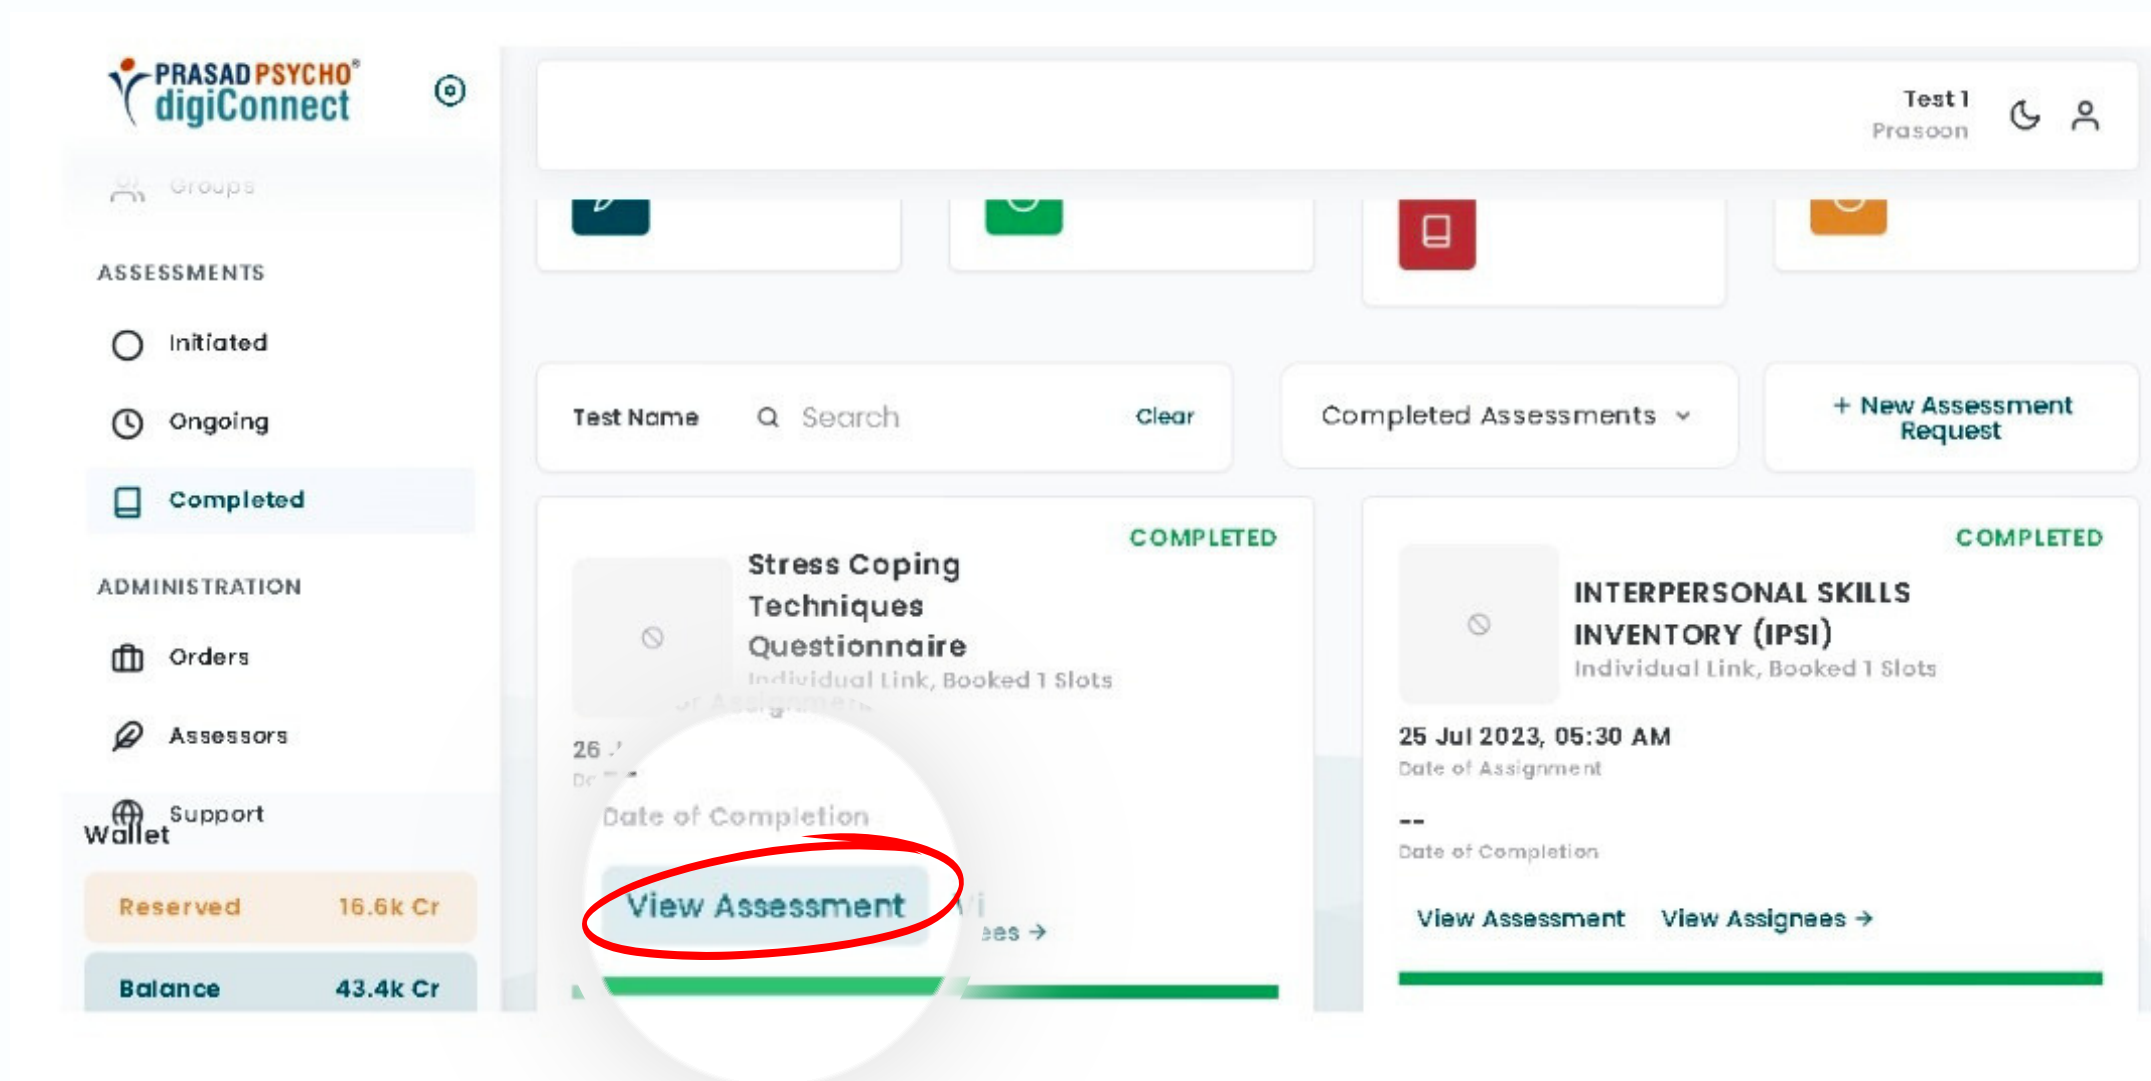 PRASAD PSYCHO®
digiConnect
Test 1
Prasoon
Groups
ASSESSMENTS
Initiated
Ongoing
Completed
ADMINISTRATION
Orders
Assessors
Support
Wallet
Reserved 16.6k Cr
Balance 43.4k Cr
Test Name Search Clear
Completed Assessments
+ New Assessment
Request
COMPLETED
Stress Coping
Techniques
Questionnaire
Individual Link, Booked 1 Slots
26
Date of Completion
View Assessment
COMPLETED
INTERPERSONAL SKILLS
INVENTORY (IPSI)
Individual Link, Booked 1 Slots
25 Jul 2023, 05:30 AM
Date of Assignment
--
Date of Completion
View Assessment View Assignees →